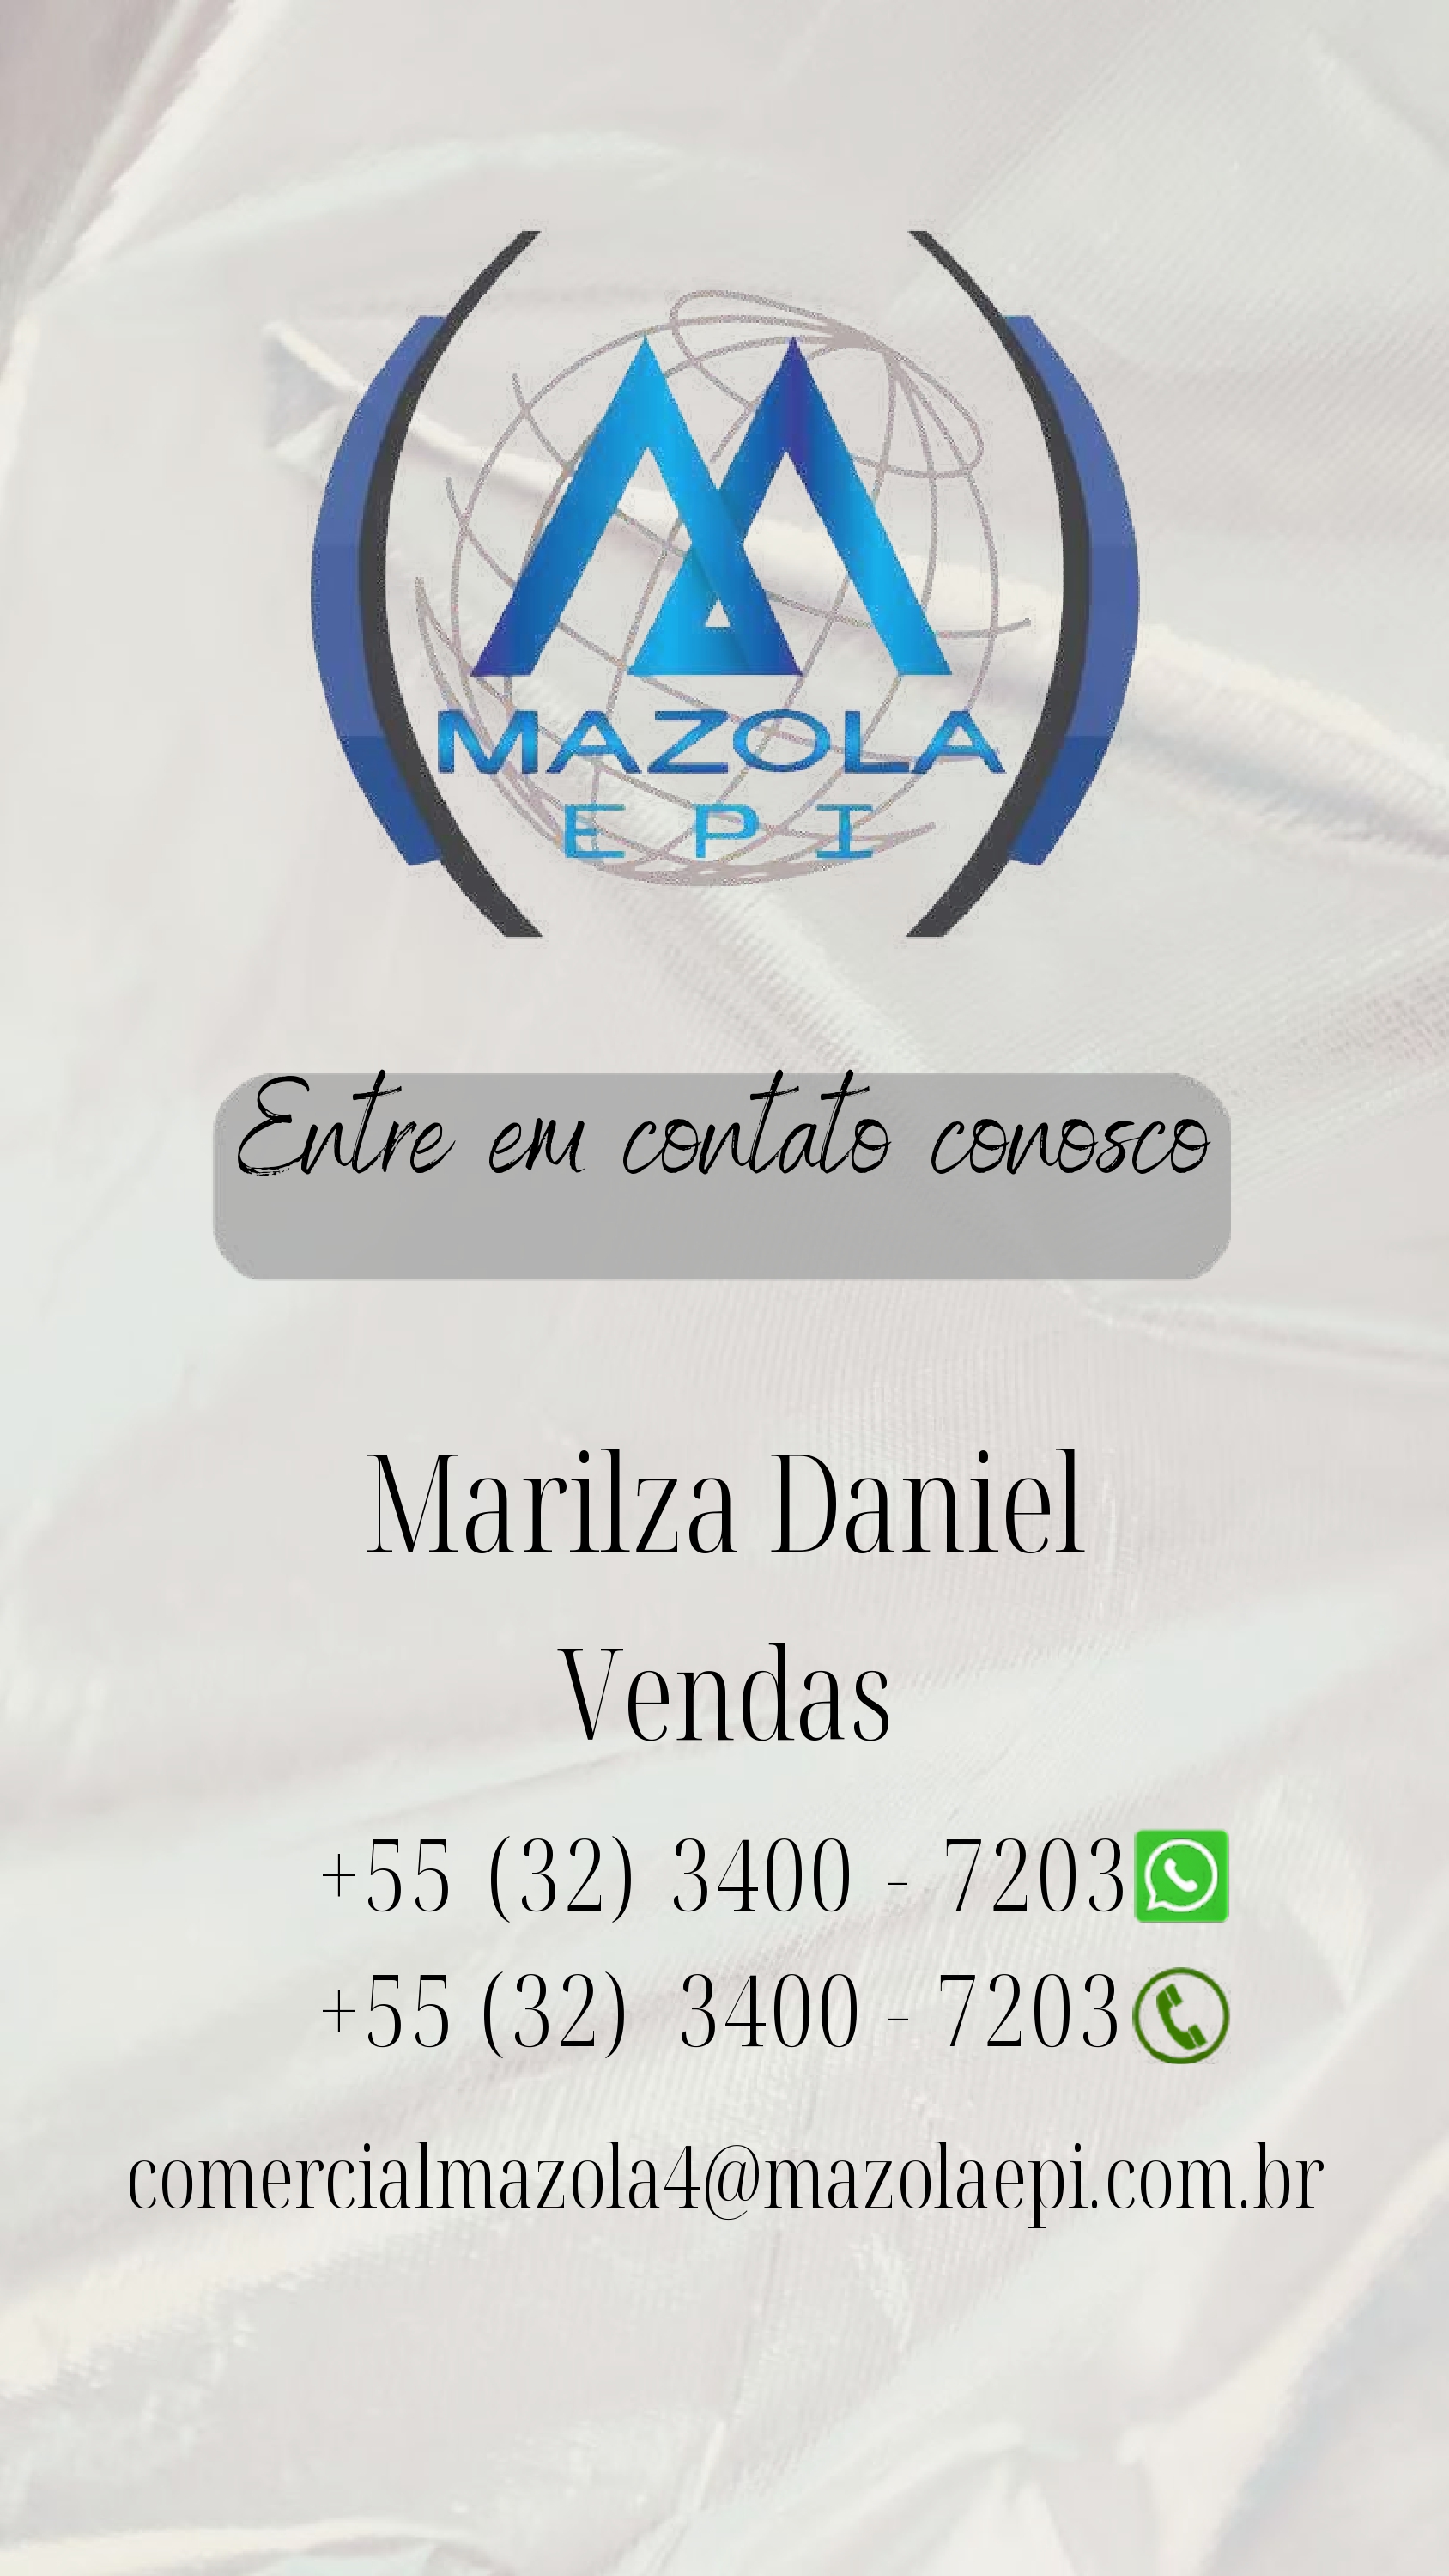 MAZOLA
EPI
Entre em contato conosco
Marilza Daniel
Vendas
+55 (32) 3400 - 7203
+55 (32) 3400 - 7203
comercialmazola4@mazolaepi.com.br